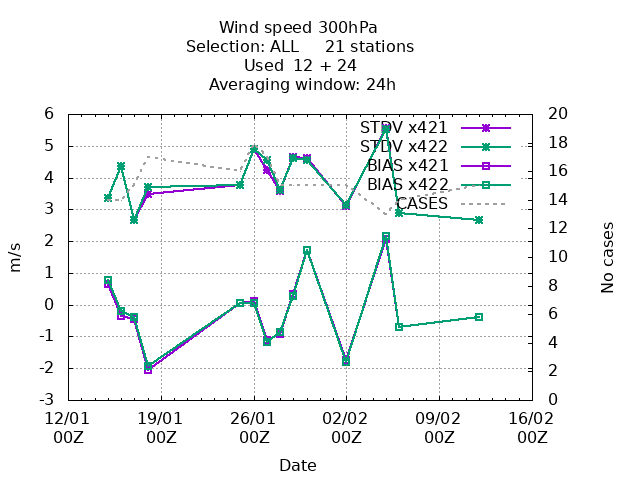 Wind speed 300hPa
Selection: ALL 21 stations
Used 12 + 24
Averaging window: 24h
6
5
4
3
2
1
0
-1
-2
-3
m/s
20
18
16
14
12
10
8
6
4
2
0
No cases
STDV x421
STDV x422
BIAS x421
BIAS x422
CASES
12/01 19/01 26/01 02/02 09/02 16/02
00Z 00Z 00Z 00Z 00Z 00Z
Date